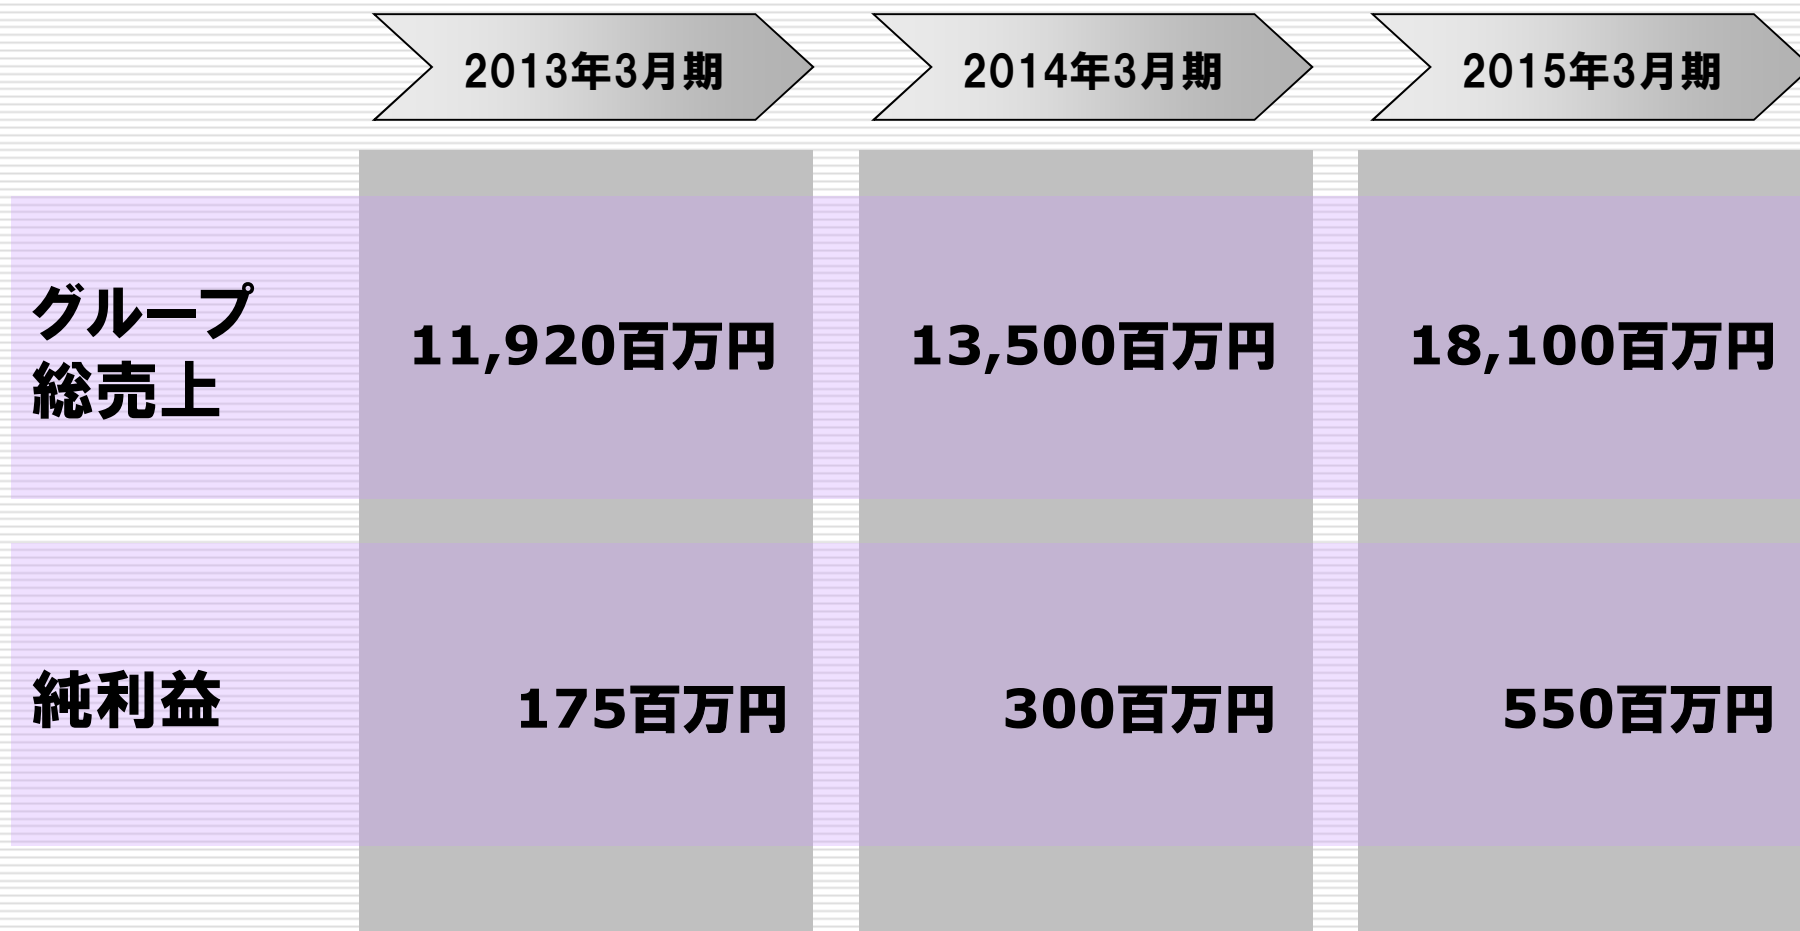 2013年3月期
2014年3月期
2015年3月期
グループ
総売上
11,920百万円
13,500百万円
18,100百万円
純利益
175百万円
300百万円
550百万円